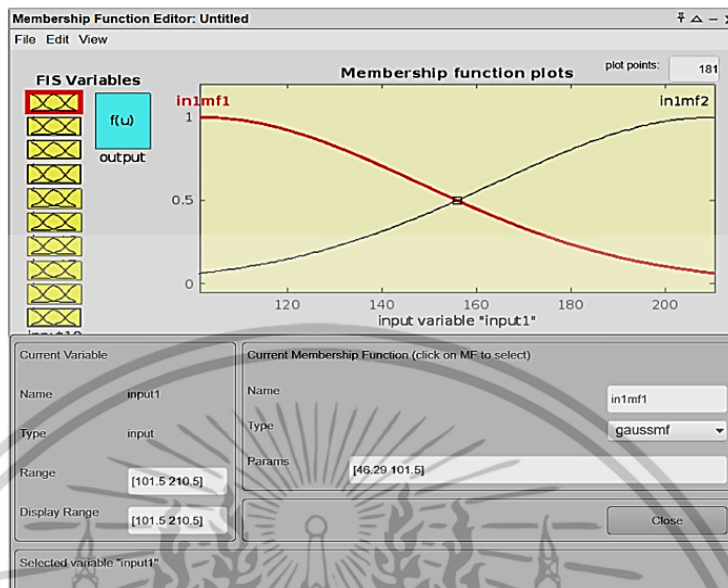 Membership Function Editor: Untitled
File Edit View
FIS Variables
f(u)
output
Membership function plots
plot points: 181
in1mf1
in1mf2
1
0.5
0
120 140 160 180 200
input variable "input1"
Current Variable
Name input1
Type input
Range [101.5 210.5]
Display Range [101.5 210.5]
Current Membership Function (click on MF to select)
Name in1mf1
Type gaussmf
Params [46.29 101.5]
Close
Selected variable "input1"